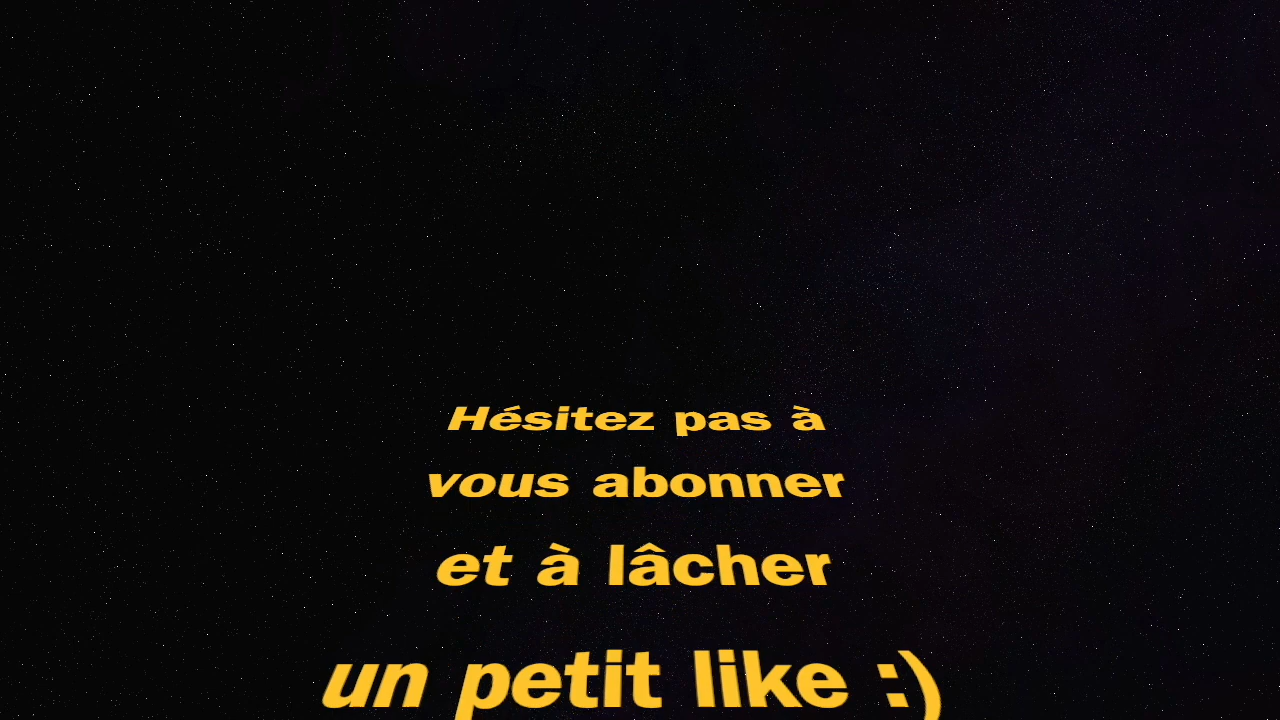 Hésitez pas à
vous abonner
et à lâcher
un petit like :)